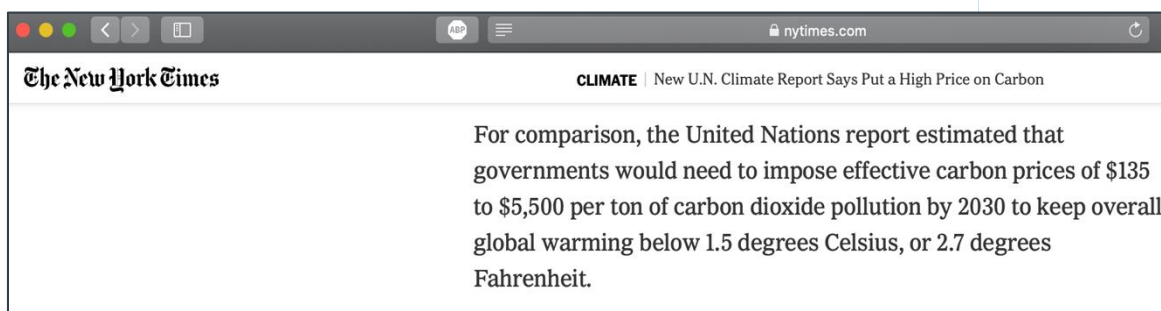 ABP
nytimes.com
The New York Times
CLIMATE | New U.N. Climate Report Says Put a High Price on Carbon
For comparison, the United Nations report estimated that
governments would need to impose effective carbon prices of $135
to $5,500 per ton of carbon dioxide pollution by 2030 to keep overall
global warming below 1.5 degrees Celsius, or 2.7 degrees
Fahrenheit.